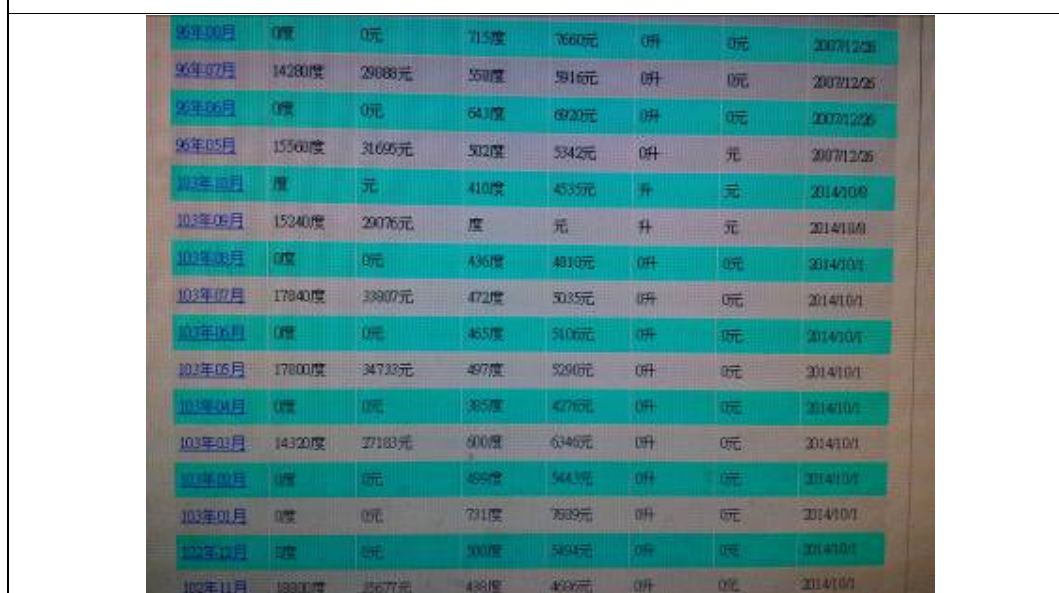 96年08月 0度 0元 715度 7660元 0升 0元 2007/12/26
96年07月 14280度 29888元 558度 5916元 0升 0元 2007/12/26
96年06月 0度 0元 643度 6920元 0升 0元 2007/12/26
96年05月 15560度 31695元 502度 5342元 0升 元 2007/12/26
103年10月 度 元 410度 4535元 升 元 2014/10/8
103年09月 15240度 29076元 度 元 升 元 2014/10/8
103年08月 0度 0元 436度 4810元 0升 0元 2014/10/1
103年07月 17840度 33807元 472度 5035元 0升 0元 2014/10/1
103年06月 0度 0元 465度 5106元 0升 0元 2014/10/1
103年05月 17800度 34733元 497度 5290元 0升 0元 2014/10/1
103年04月 0度 0元 385度 4276元 0升 0元 2014/10/1
103年03月 14320度 27183元 600度 6346元 0升 0元 2014/10/1
103年02月 0度 0元 499度 5443元 0升 0元 2014/10/1
103年01月 0度 0元 731度 7689元 0升 0元 2014/10/1
102年12月 0度 0元 500度 5494元 0升 0元 2014/10/1
102年11月 438度 4686元 0升 0元 2014/10/1